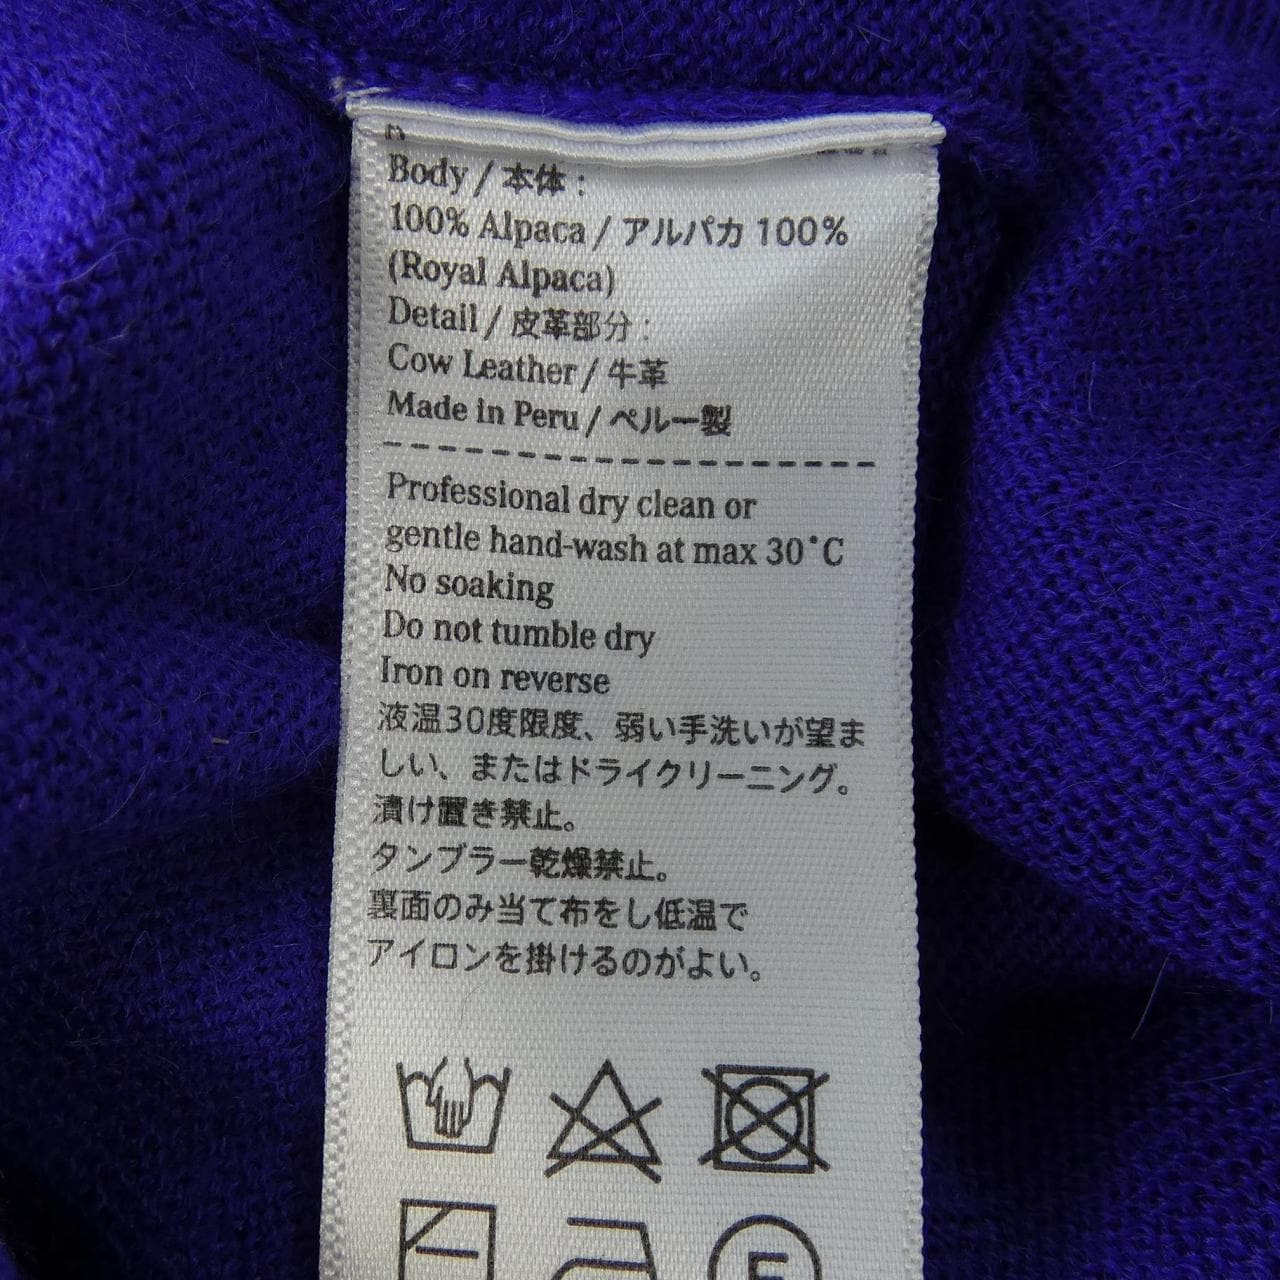 Body / 本体 :
100% Alpaca / アルパカ 100%
(Royal Alpaca)
Detail / 皮革部分 :
Cow Leather / 牛革
Made in Peru / ペルー製
Professional dry clean or
gentle hand-wash at max 30°C
No soaking
Do not tumble dry
Iron on reverse
液温30度限度、弱い手洗いが望ま
しい、またはドライクリーニング。
漬け置き禁止。
タンブラー乾燥禁止。
裏面のみ当て布をし低温で
アイロンを掛けるのがよい。